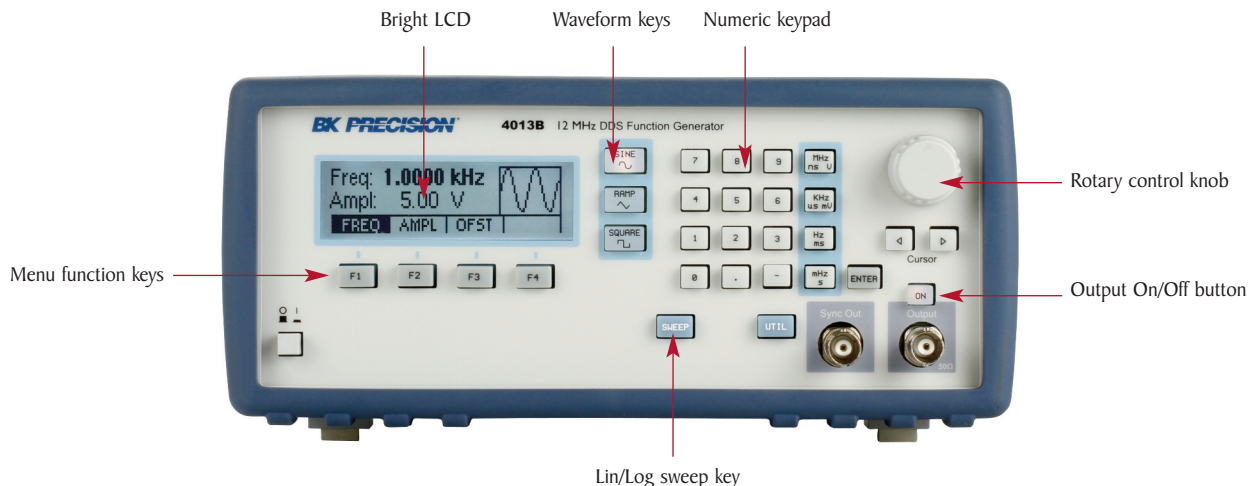 Bright LCD
Waveform keys
Numeric keypad
BK PRECISION
4013B 12 MHz DDS Function Generator
Freq: 1.0000 kHz
Ampl: 5.00 V
FREQ AMPL OFST
SINE
RAMP
SQUARE
7 8 9 MHz ns V
4 5 6 KHz us mV
1 2 3 Hz ms
0 . - mHz s ENTER
Rotary control knob
Cursor
Menu function keys
F1 F2 F3 F4
ON
Output On/Off button
O I
SWEEP UTIL
Sync Out Output
50Ω
Lin/Log sweep key